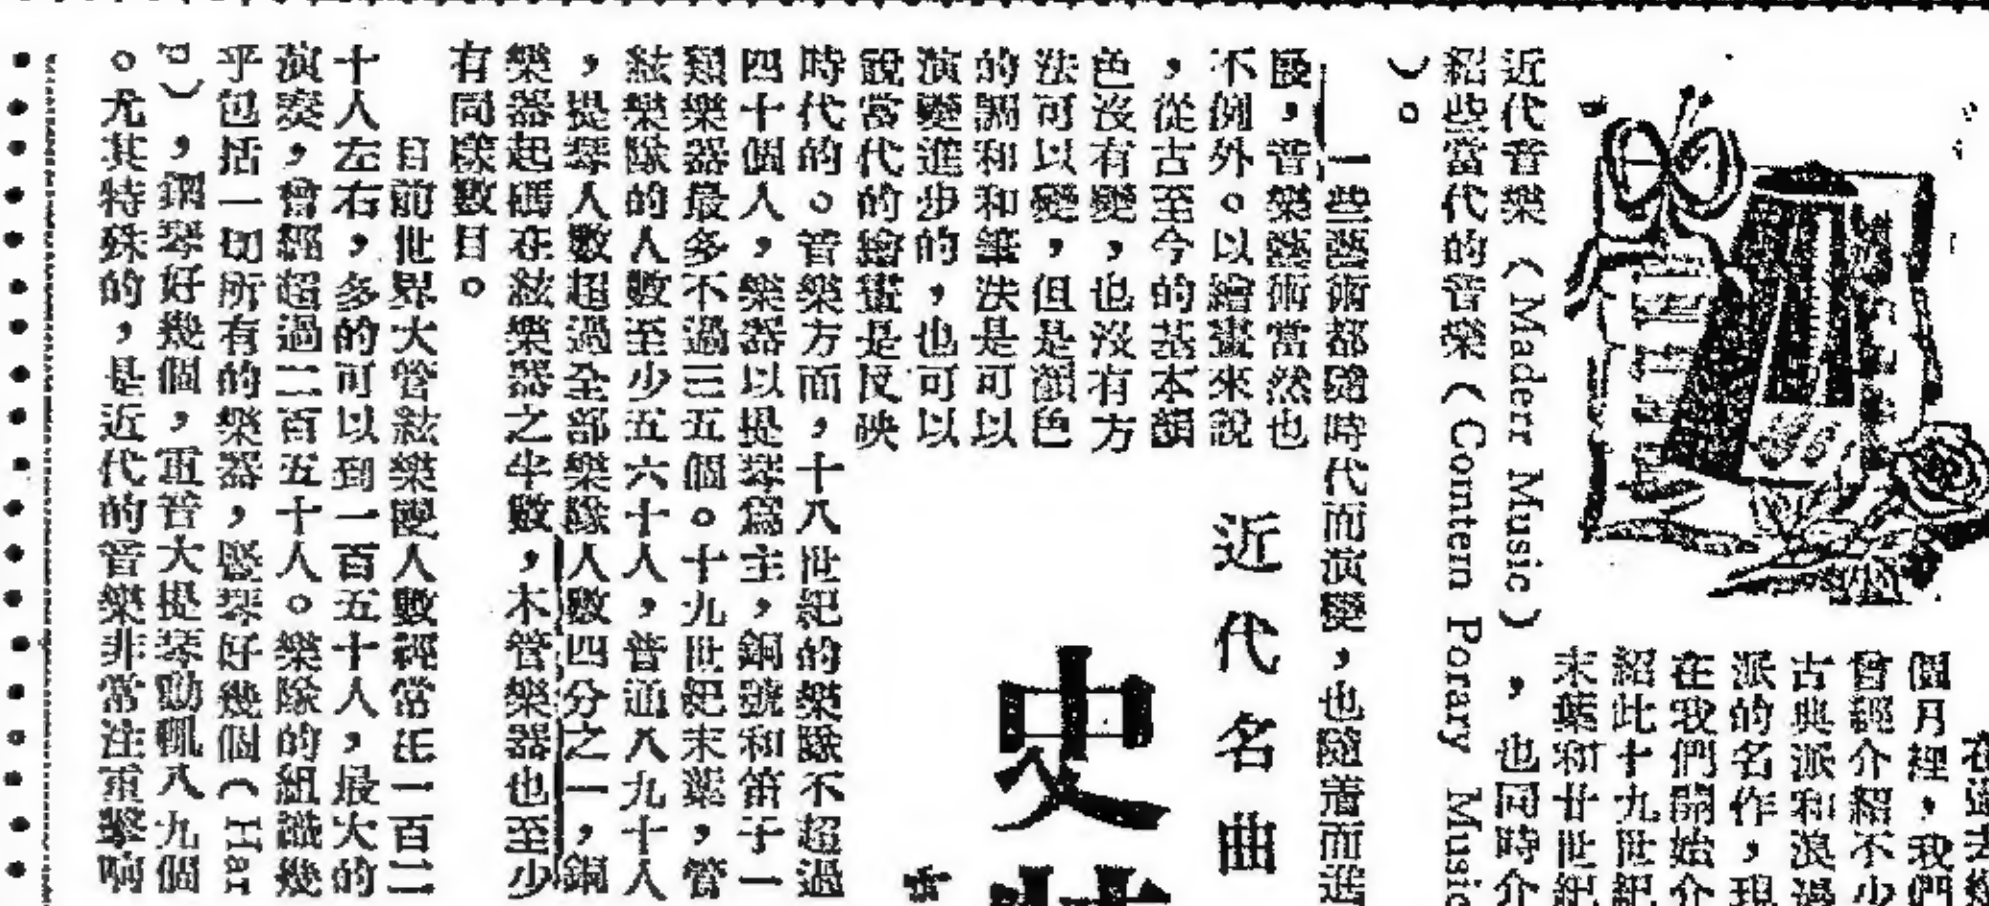 在過去幾
個月裡，我們
曾經介紹不少
古典派和浪漫
派的名作，現
在我們開始介
紹此十九世紀
末葉和廿世紀
近代音樂（Mader Music），也同時介
紹些當代的音樂（Comtem Porary Music
）。
一些藝術都隨時代而演變，也隨着而進
展，音樂藝術當然也
不例外。以繪畫來說
，從古至今的基本顏
色沒有變，也沒有方
法可以變，但是顏色
的調和和筆法是可以
演變進步的，也可以
說當代的繪畫是反映
時代的。音樂方面，十八世紀的樂隊不超過
四十個人，樂器以提琴為主，銅號和笛于一
類樂器最多不過三五個。十九世紀末葉，管
絃樂隊的人數至少五六十人，普通八九十人
，提琴人數超過全部樂隊人數四分之一，銅
樂器起碼在絃樂器之半數，木管樂器也至少
有同樣數目。
目前世界大管絃樂團人數經常在一百二
十人左右，多的可以到一百五十人，最大的
演奏，曾經超過二百五十人。樂隊的組織幾
乎包括一切所有的樂器，豎琴好幾個（Har
p），鋼琴好幾個，重音大提琴動輒八九個
。尤其特殊的，是近代的音樂非常注重擊响
近代名曲
史